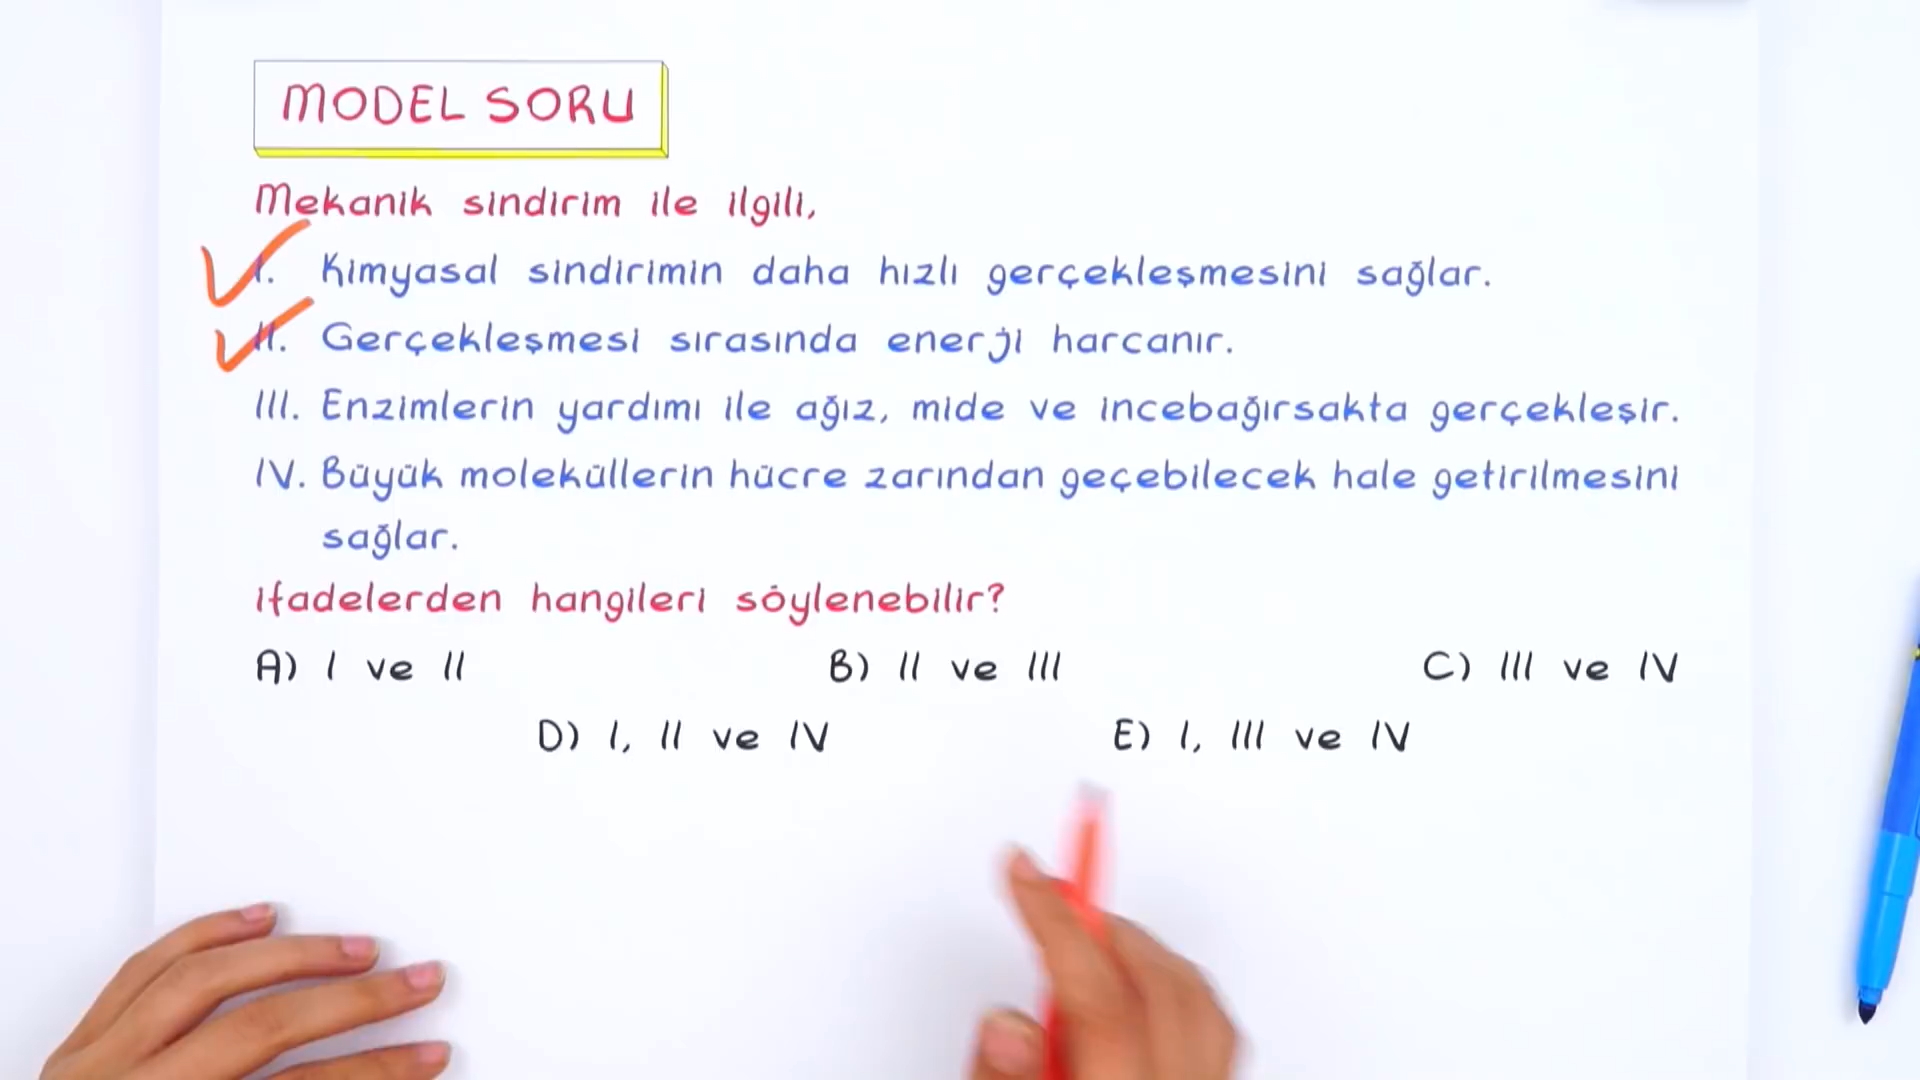 MODEL SORU
Mekanik sindirim ile ilgili,
I. Kimyasal sindirimin daha hızlı gerçekleşmesini sağlar.
II. Gerçekleşmesi sırasında enerji harcanır.
III. Enzimlerin yardımı ile ağız, mide ve incebağırsakta gerçekleşir.
IV. Büyük moleküllerin hücre zarından geçebilecek hale getirilmesini
sağlar.
ifadelerden hangileri söylenebilir?
A) I ve II B) II ve III C) III ve IV
D) I, II ve IV E) I, III ve IV